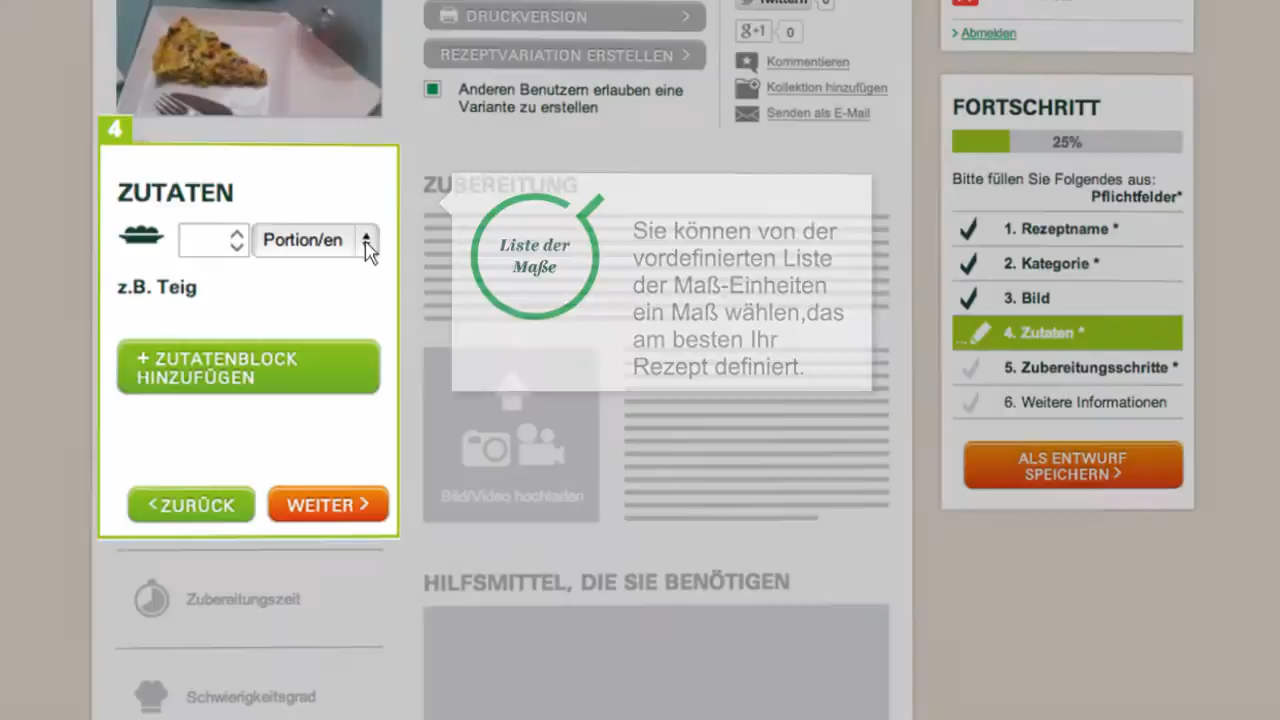 DRUCKVERSION
REZEPTVARIATION ERSTELLEN
Anderen Benutzern erlauben eine
Variante zu erstellen
Twittern
0
g+1
0
Kommentieren
Kollektion hinzufügen
Senden als E-Mail
> Abmelden
4
ZUTATEN
Portion/en
z.B. Teig
+ ZUTATENBLOCK
HINZUFÜGEN
ZURÜCK
WEITER
Zubereitungszeit
Schwierigkeitsgrad
ZUBEREITUNG
Liste der
Maße
Sie können von der
vordefinierten Liste
der Maß-Einheiten
ein Maß wählen,das
am besten Ihr
Rezept definiert.
Bild/Video hochladen
HILFSMITTEL, DIE SIE BENÖTIGEN
FORTSCHRITT
25%
Bitte füllen Sie Folgendes aus:
Pflichtfelder*
1. Rezeptname *
2. Kategorie *
3. Bild
4. Zutaten *
5. Zubereitungsschritte *
6. Weitere Informationen
ALS ENTWURF
SPEICHERN >